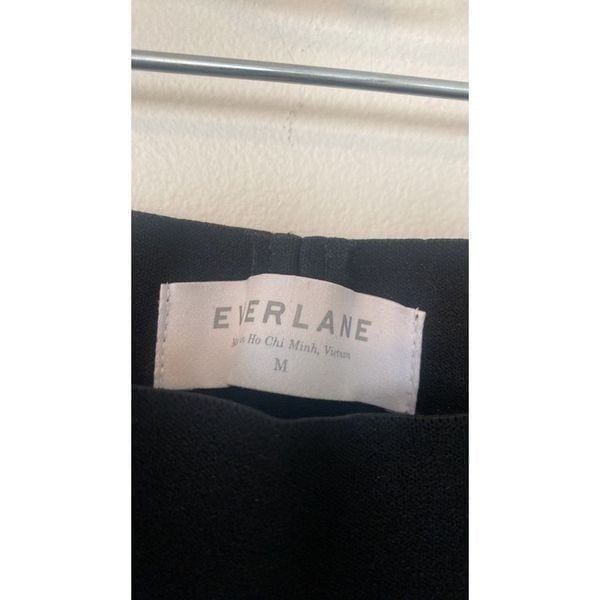 EVERLANE
Ho Chi Minh, Vietnam
M